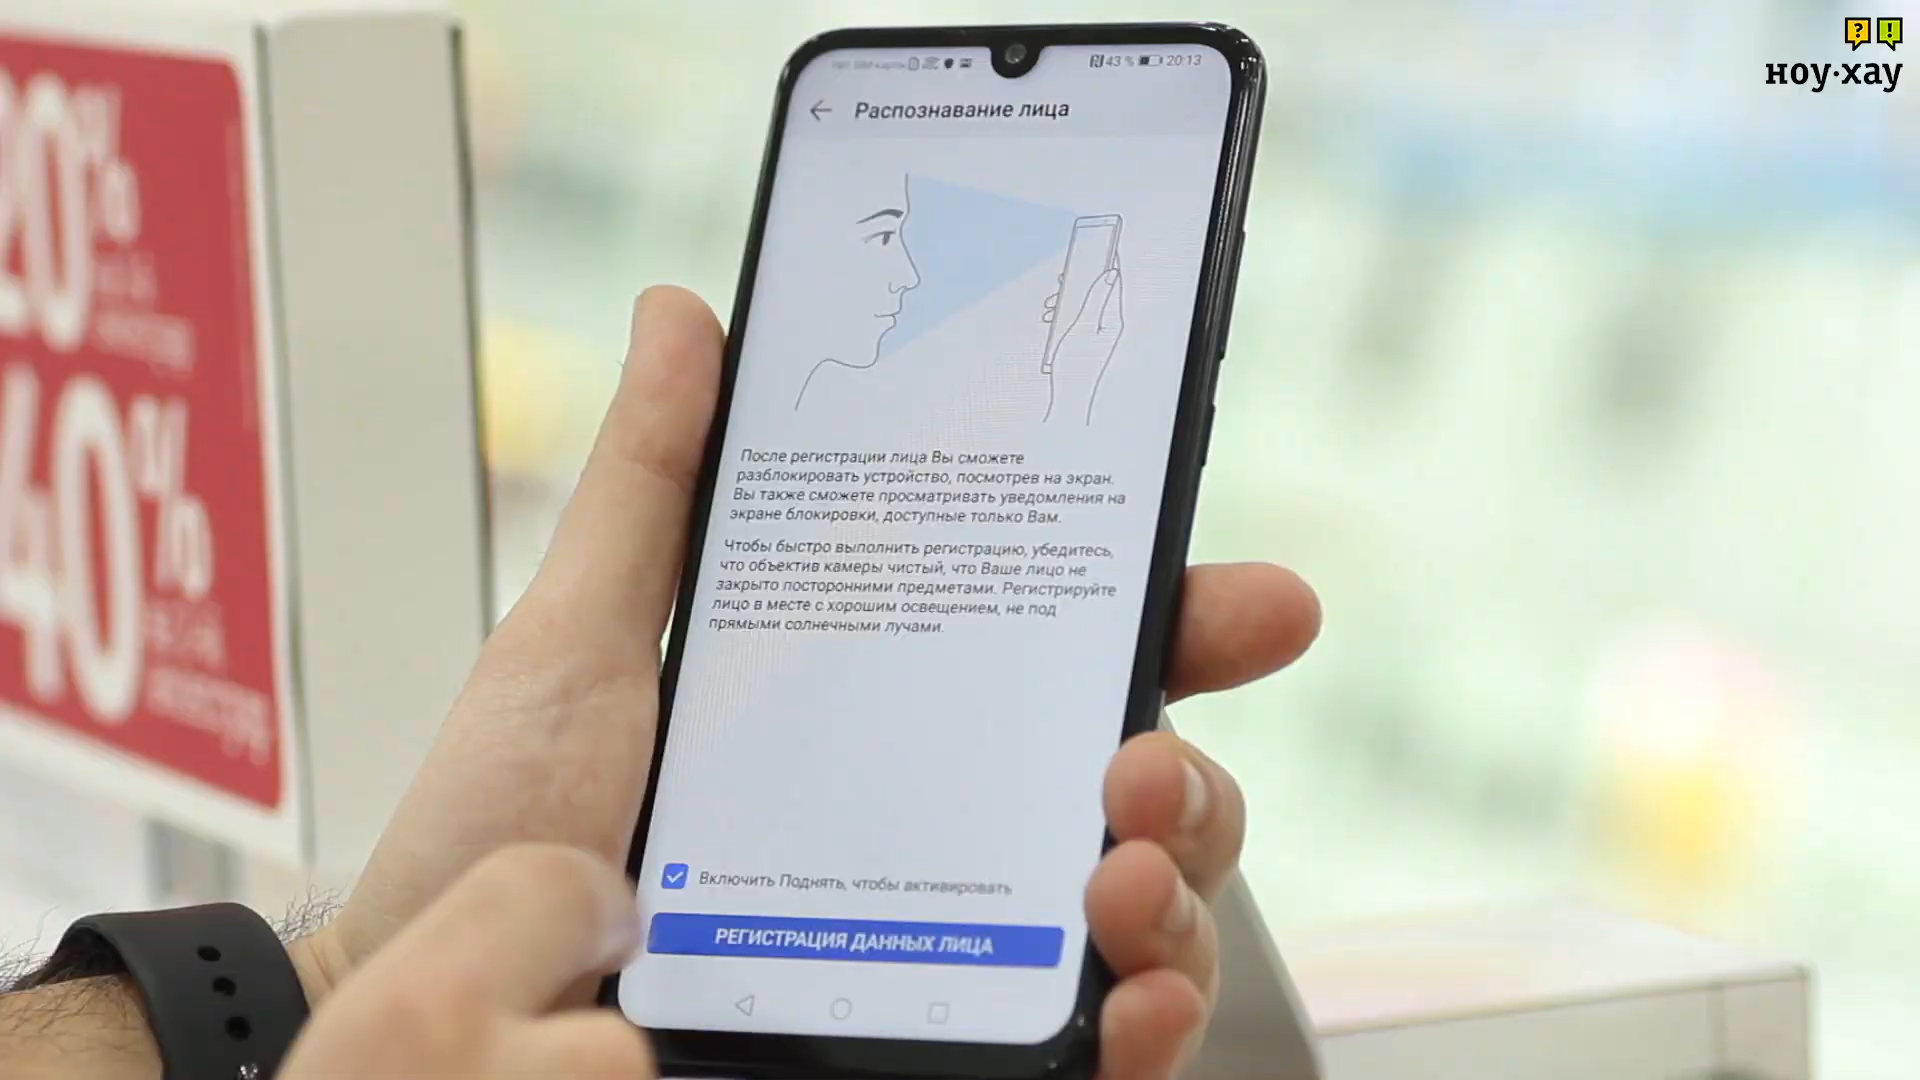 ? !
ноу·хау
43 % 20:13
Распознавание лица
После регистрации лица Вы сможете
разблокировать устройство, посмотрев на экран.
Вы также сможете просматривать уведомления на
экране блокировки, доступные только Вам.
Чтобы быстро выполнить регистрацию, убедитесь,
что объектив камеры чистый, что Ваше лицо не
закрыто посторонними предметами. Регистрируйте
лицо в месте с хорошим освещением, не под
прямыми солнечными лучами.
Включить Поднять, чтобы активировать
РЕГИСТРАЦИЯ ДАННЫХ ЛИЦА
20%
40%